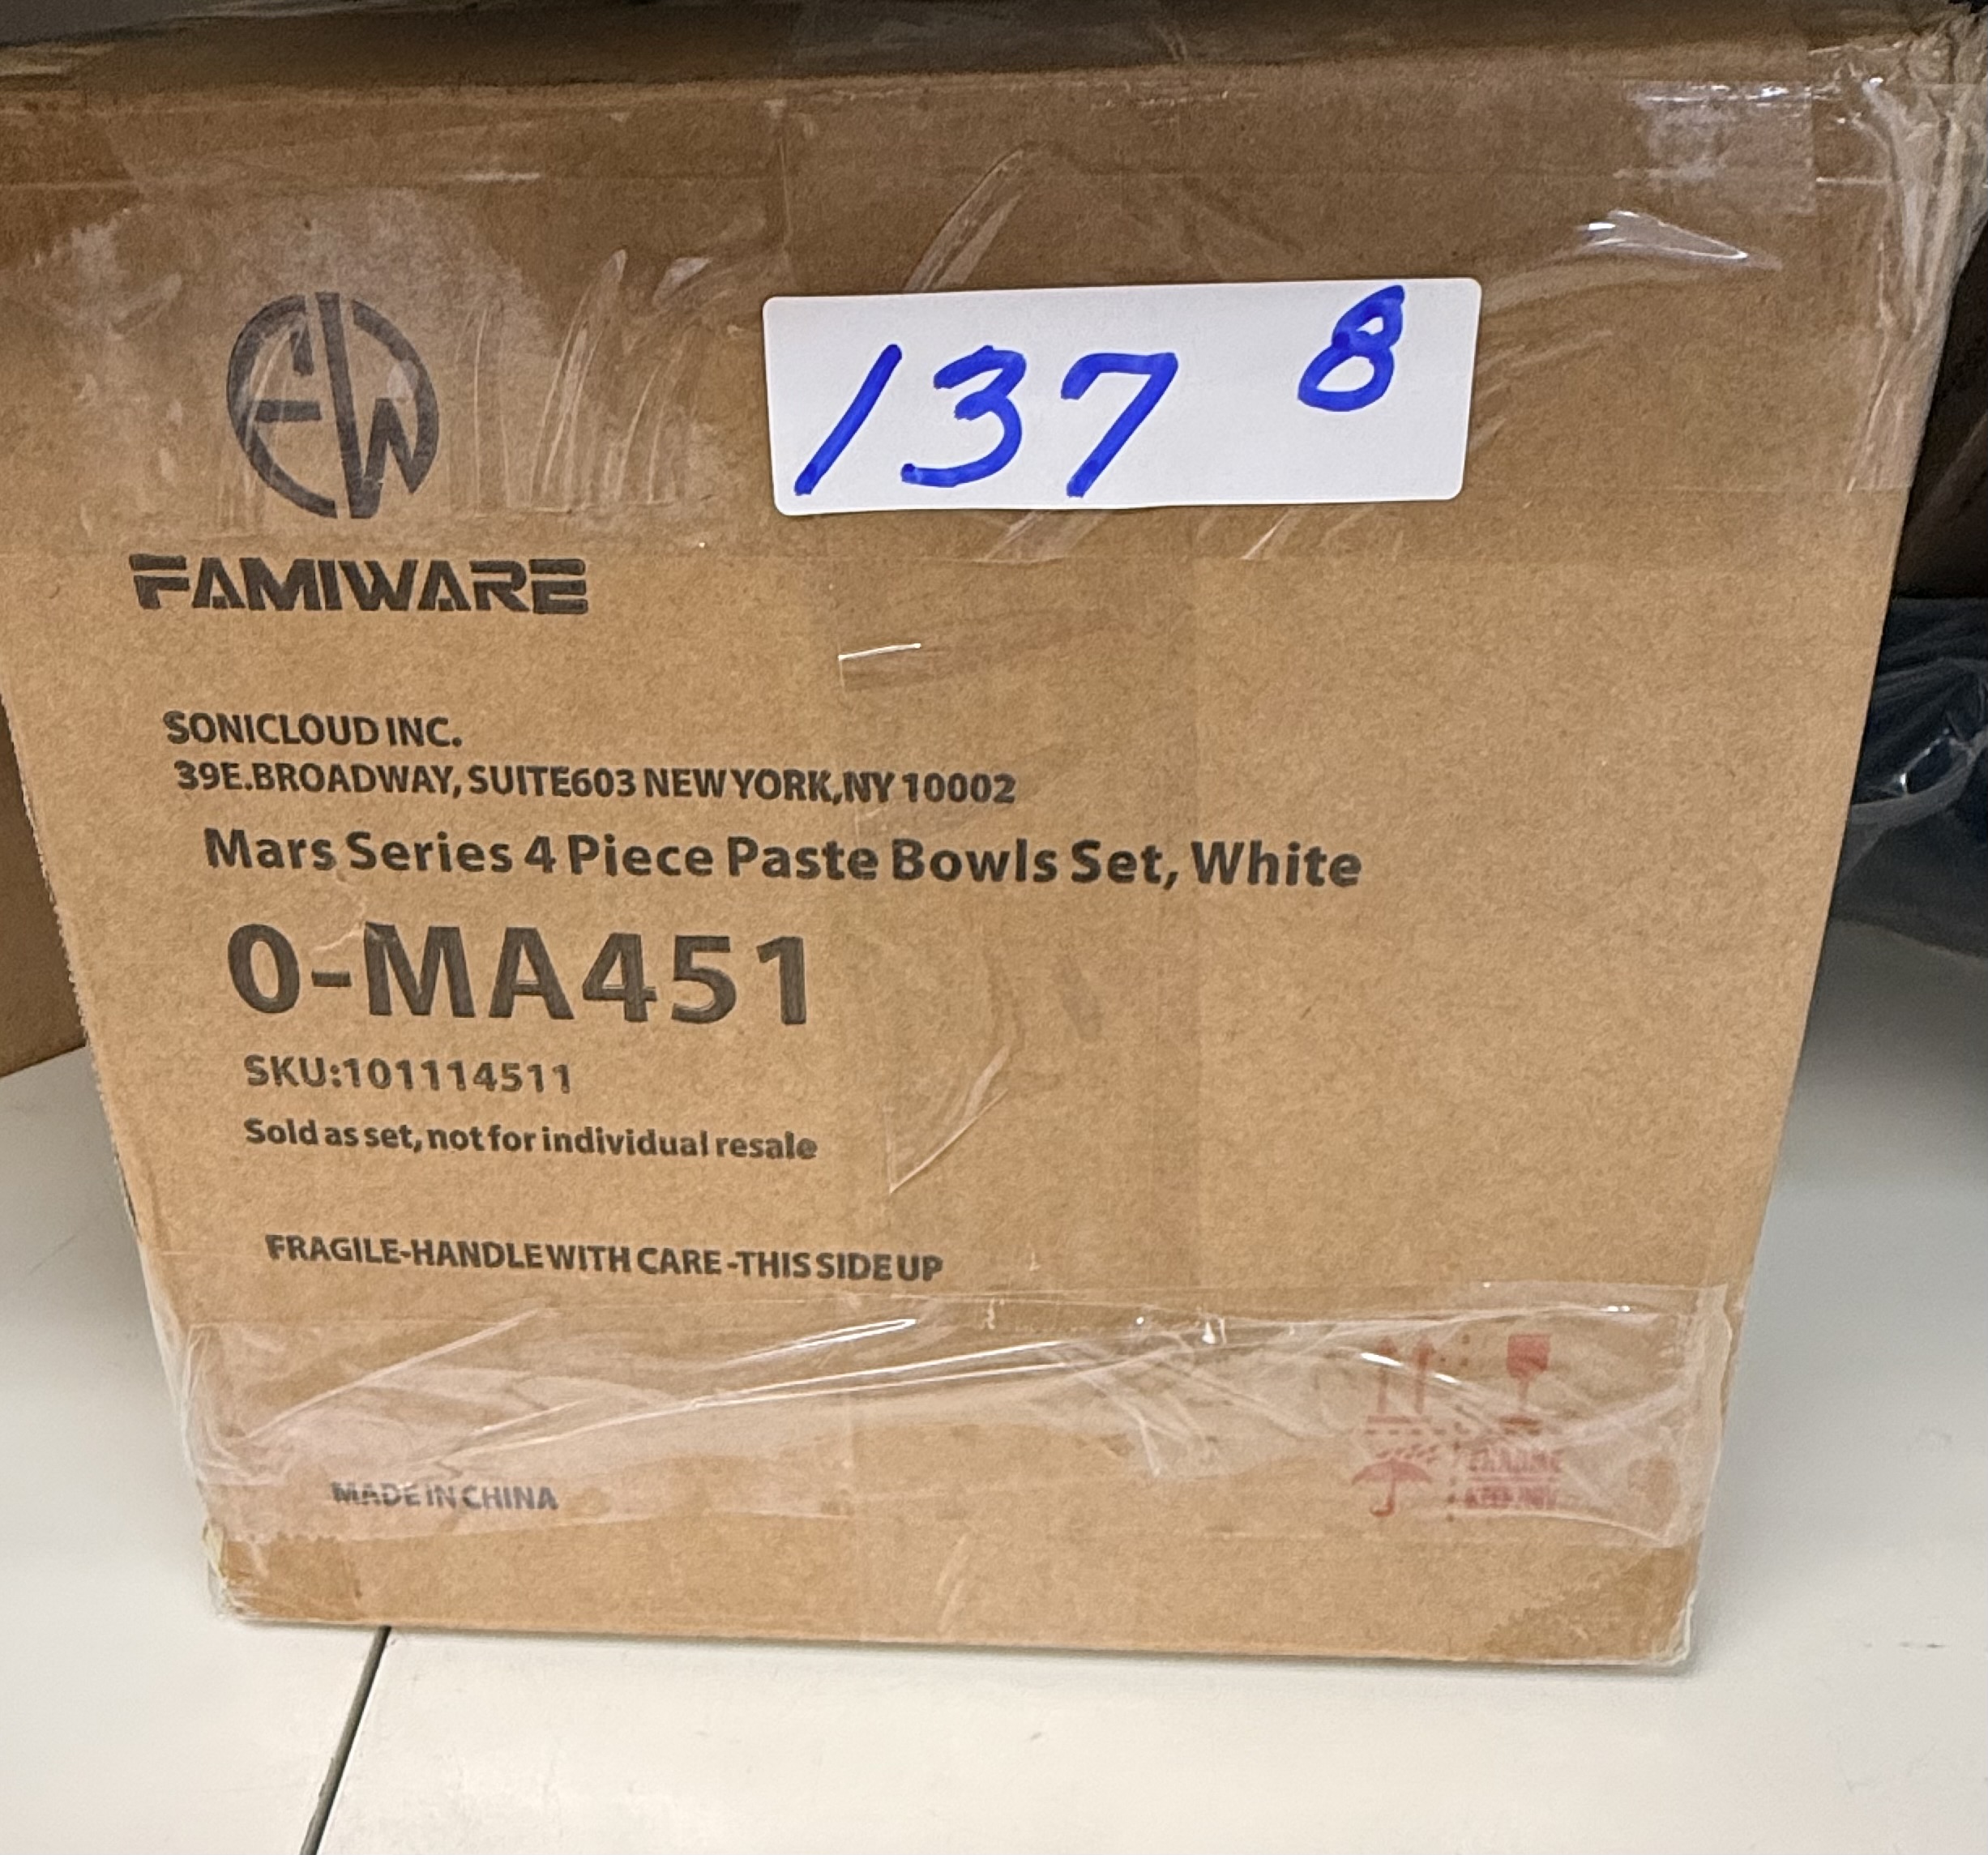 137 8
FW
FAMIWARE
SONICLOUD INC.
39E.BROADWAY, SUITE603 NEW YORK,NY 10002
Mars Series 4 Piece Paste Bowls Set, White
0-MA451
SKU:101114511
Sold as set, not for individual resale
FRAGILE-HANDLE WITH CARE -THIS SIDE UP
MADE IN CHINA